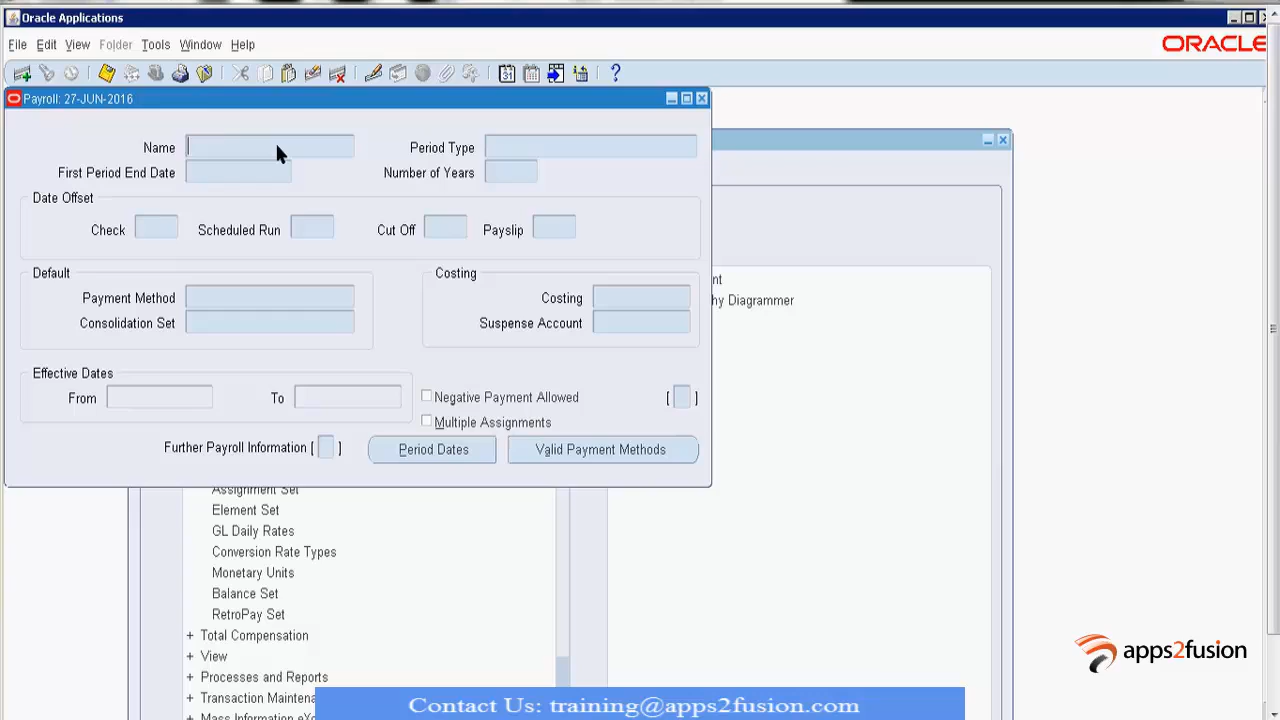 Oracle Applications
File Edit View Folder Tools Window Help
ORACLE
Payroll: 27-JUN-2016
Name
Period Type
First Period End Date
Number of Years
Date Offset
Check
Scheduled Run
Cut Off
Payslip
Default
Costing
Payment Method
Costing
Consolidation Set
Suspense Account
Effective Dates
From
To
Negative Payment Allowed
[ ]
Multiple Assignments
Further Payroll Information [ ]
Period Dates
Valid Payment Methods
nt
hy Diagrammer
Assignment Set
Element Set
GL Daily Rates
Conversion Rate Types
Monetary Units
Balance Set
RetroPay Set
+ Total Compensation
+ View
+ Processes and Reports
+ Transaction Maintena
+ Mass Information eX
apps2fusion
Contact Us: training@apps2fusion.com